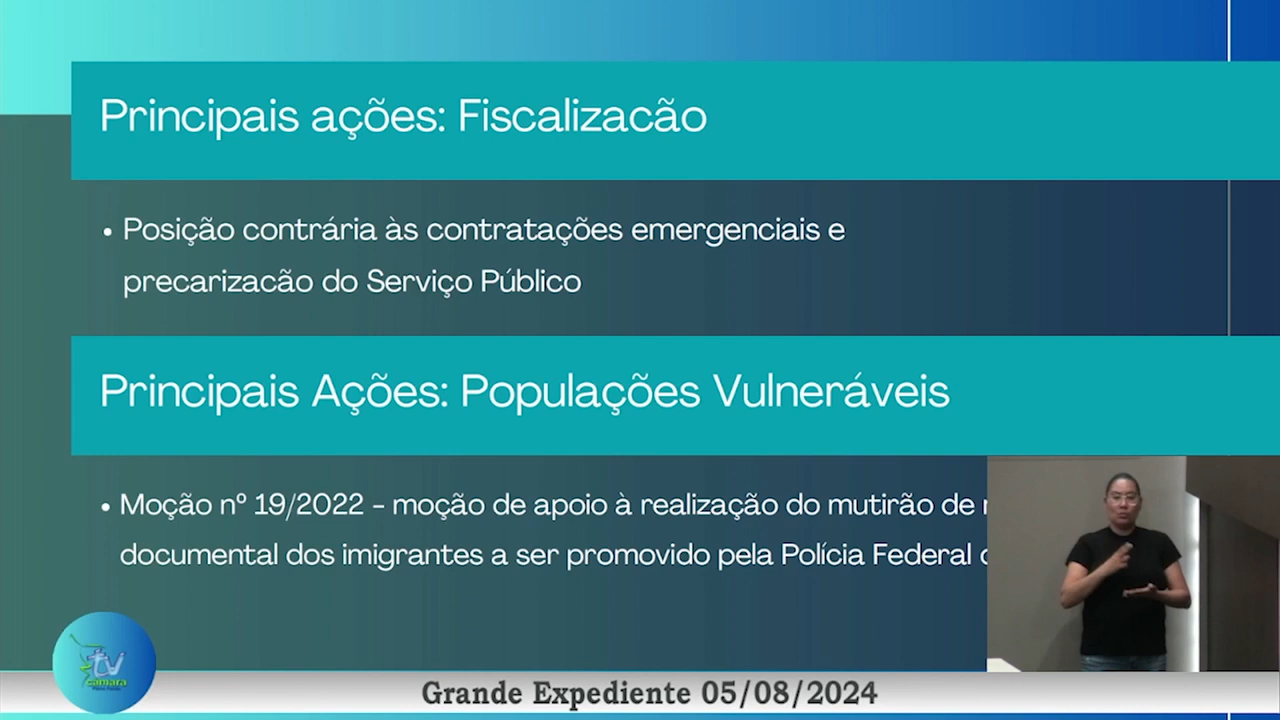 Principais ações: Fiscalizacão
• Posição contrária às contratações emergenciais e
precarizacão do Serviço Público
Principais Ações: Populações Vulneráveis
• Moção nº 19/2022 - moção de apoio à realização do mutirão de
documental dos imigrantes a ser promovido pela Polícia Federal
tv
camara
Grande Expediente 05/08/2024